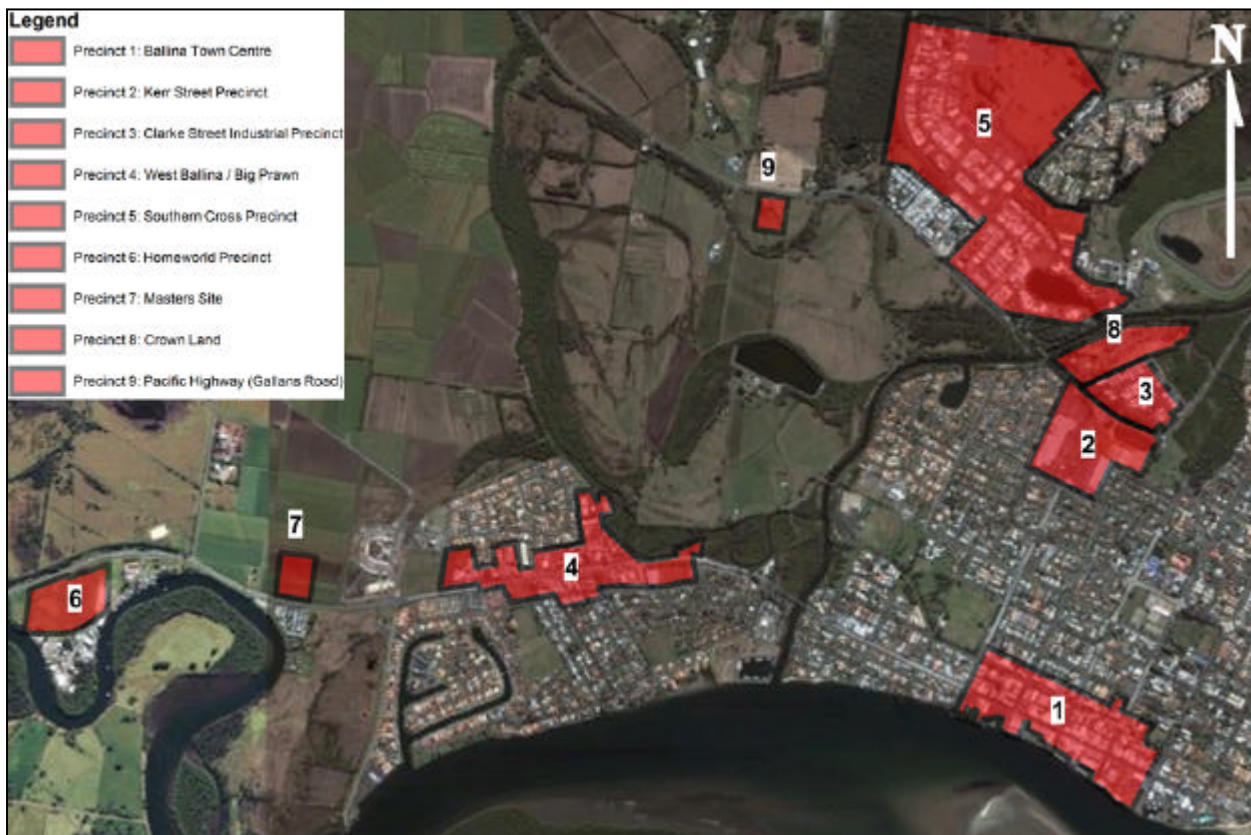 Legend
Precinct 1: Ballina Town Centre
Precinct 2: Kerr Street Precinct
Precinct 3: Clarke Street Industrial Precinct
Precinct 4: West Ballina / Big Prawn
Precinct 5: Southern Cross Precinct
Precinct 6: Homeworld Precinct
Precinct 7: Masters Site
Precinct 8: Crown Land
Precinct 9: Pacific Highway (Gallans Road)
N
5
9
8
3
2
7
4
6
1